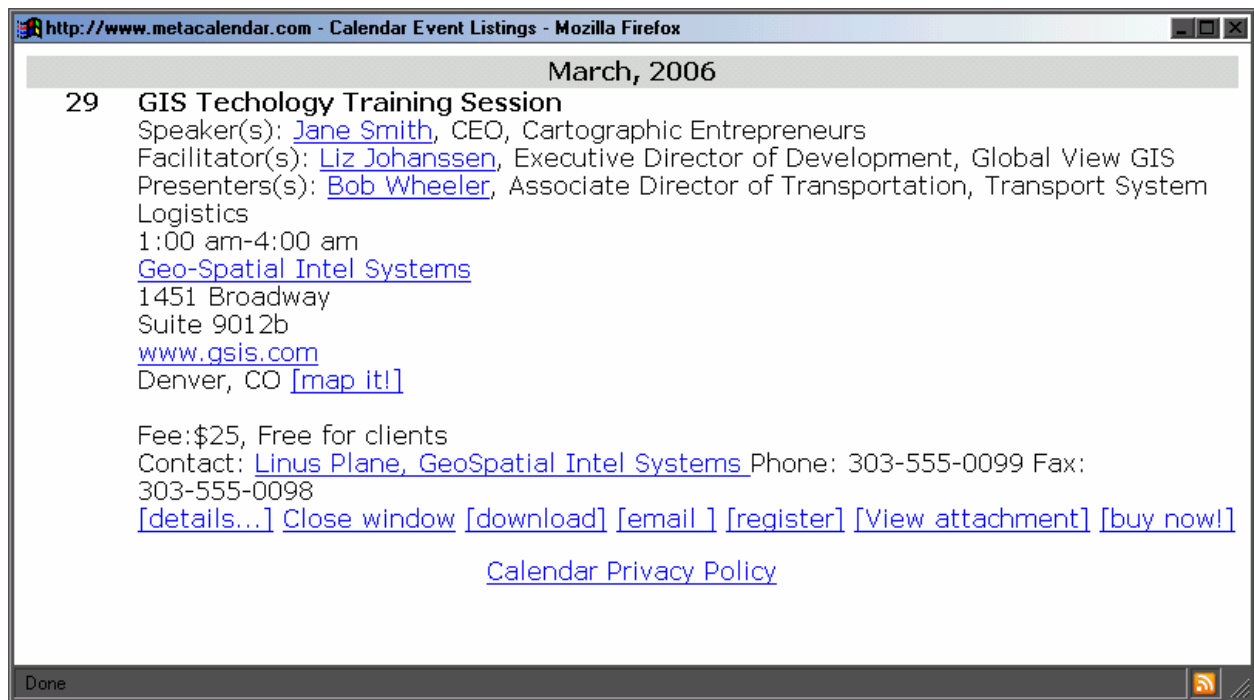 http://www.metacalendar.com - Calendar Event Listings - Mozilla Firefox
March, 2006
29 GIS Techology Training Session
Speaker(s): Jane Smith, CEO, Cartographic Entrepreneurs
Facilitator(s): Liz Johanssen, Executive Director of Development, Global View GIS
Presenters(s): Bob Wheeler, Associate Director of Transportation, Transport System
Logistics
1:00 am-4:00 am
Geo-Spatial Intel Systems
1451 Broadway
Suite 9012b
www.gsis.com
Denver, CO [map it!]
Fee:$25, Free for clients
Contact: Linus Plane, GeoSpatial Intel Systems Phone: 303-555-0099 Fax:
303-555-0098
[details...] Close window [download] [email ] [register] [View attachment] [buy now!]
Calendar Privacy Policy
Done